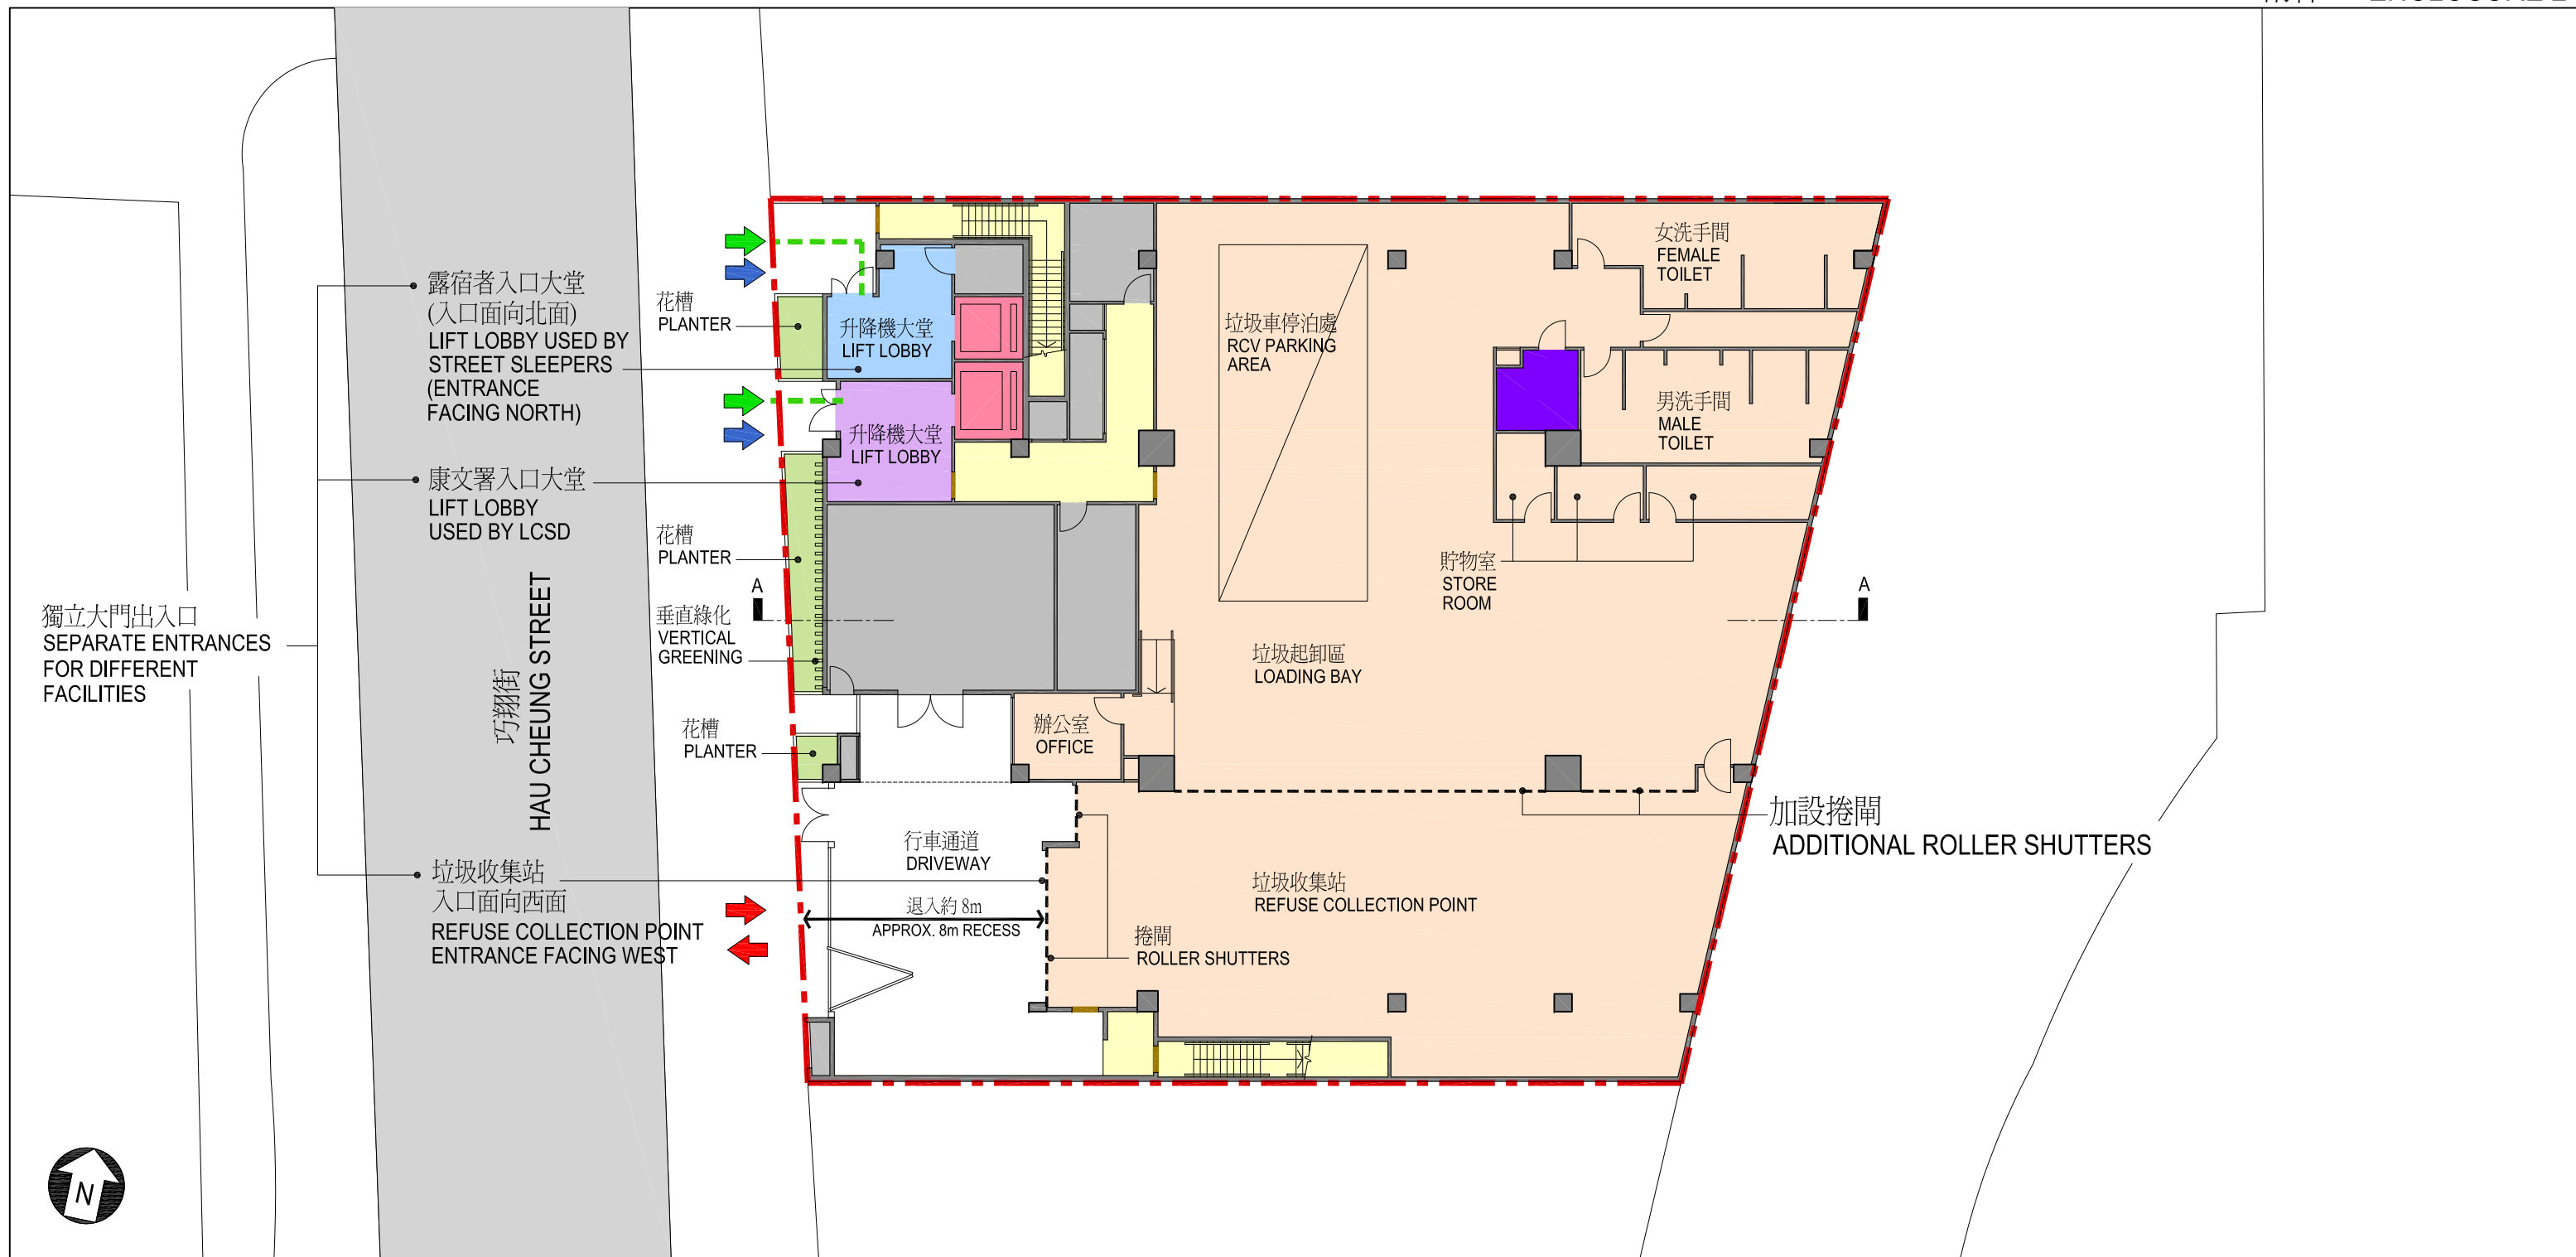 獨立大門出入口
SEPARATE ENTRANCES
FOR DIFFERENT
FACILITIES
露宿者入口大堂
(入口面向北面)
LIFT LOBBY USED BY
STREET SLEEPERS
(ENTRANCE
FACING NORTH)
康文署入口大堂
LIFT LOBBY
USED BY LCSD
巧翔街
HAU CHEUNG STREET
垃圾收集站
入口面向西面
REFUSE COLLECTION POINT
ENTRANCE FACING WEST
花槽
PLANTER
花槽
PLANTER
A
垂直綠化
VERTICAL
GREENING
花槽
PLANTER
升降機大堂
LIFT LOBBY
升降機大堂
LIFT LOBBY
辦公室
OFFICE
行車通道
DRIVEWAY
退入約 8m
APPROX. 8m RECESS
捲閘
ROLLER SHUTTERS
垃圾車停泊處
RCV PARKING
AREA
垃圾起卸區
LOADING BAY
垃圾收集站
REFUSE COLLECTION POINT
女洗手間
FEMALE
TOILET
男洗手間
MALE
TOILET
貯物室
STORE
ROOM
A
加設捲閘
ADDITIONAL ROLLER SHUTTERS
N